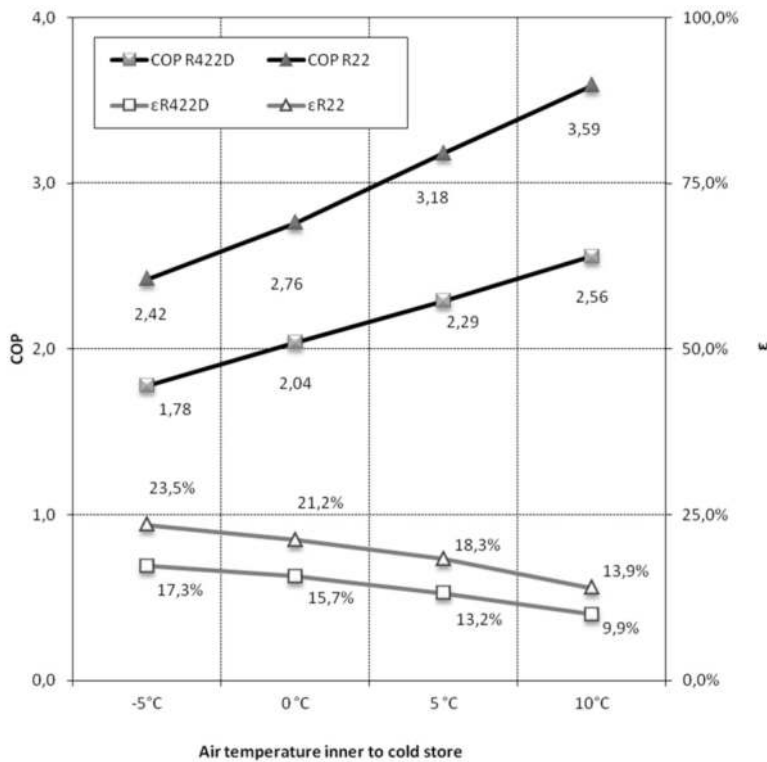 4,0
100,0%
COP R422D
COP R22
εR422D
εR22
3,59
3,0
75,0%
3,18
2,76
2,42
2,56
2,29
COP
2,0
50,0%
ε
2,04
1,78
23,5%
21,2%
1,0
25,0%
18,3%
13,9%
17,3%
15,7%
13,2%
9,9%
0,0
0,0%
-5°C
0 °C
5 °C
10°C
Air temperature inner to cold store